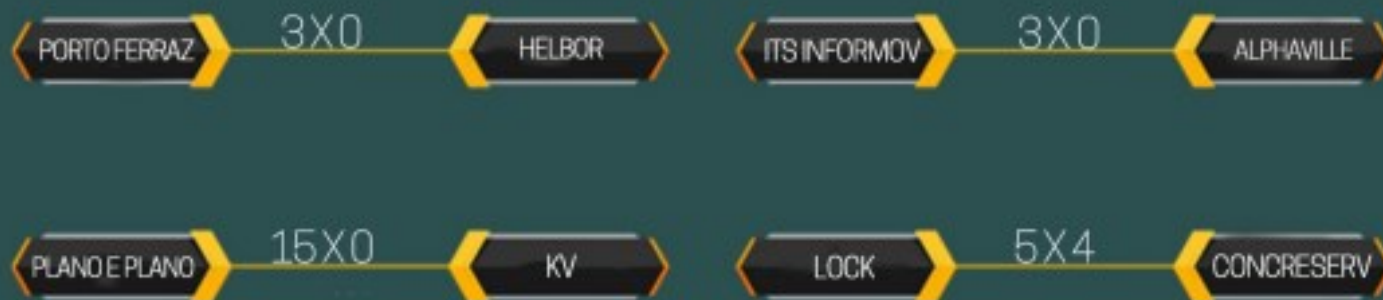 PORTO FERRAZ 3X0 HELBOR ITS INFORMOV 3X0 ALPHAVILLE
PLANO E PLANO 15X0 KV LOCK 5X4 CONCRESERV